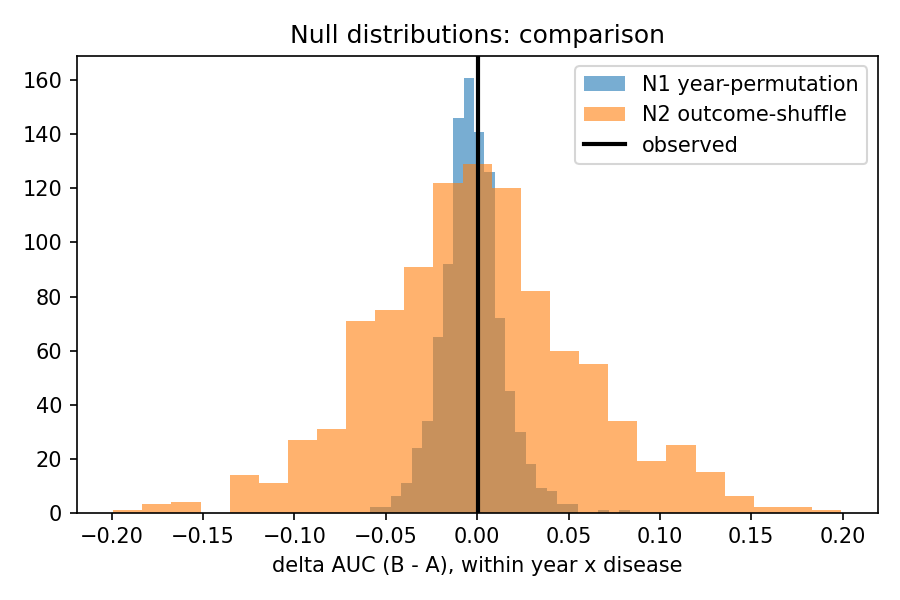 Null distributions: comparison
N1 year-permutation
N2 outcome-shuffle
observed
160
140
120
100
80
60
40
20
0
−0.20 −0.15 −0.10 −0.05 0.00 0.05 0.10 0.15 0.20
delta AUC (B - A), within year x disease